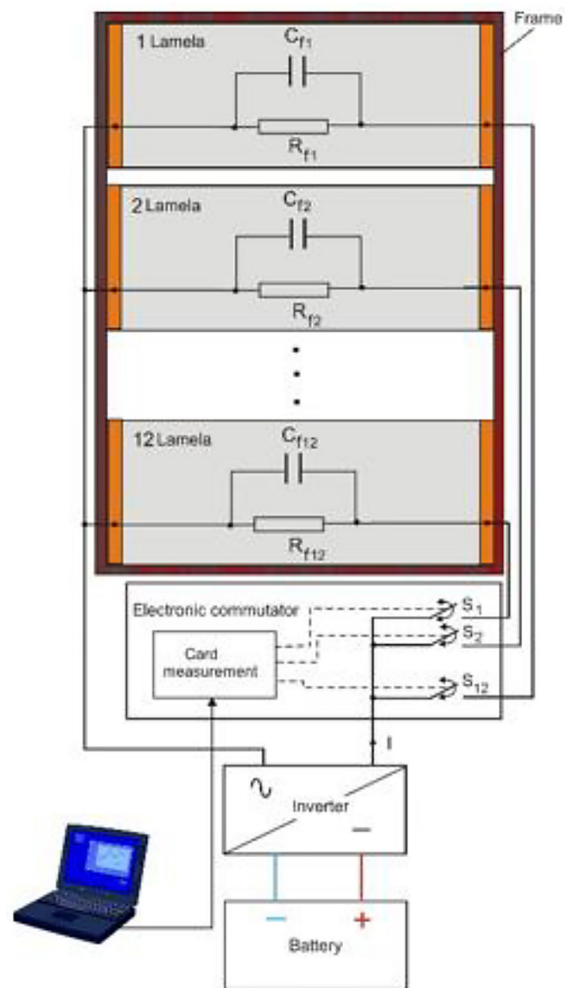 Frame
1 Lamela
Cf1
Rf1
2 Lamela
Cf2
Rf2
12 Lamela
Cf12
Rf12
Electronic commutator
S1
S2
Card
measurement
S12
I
Inverter
Battery